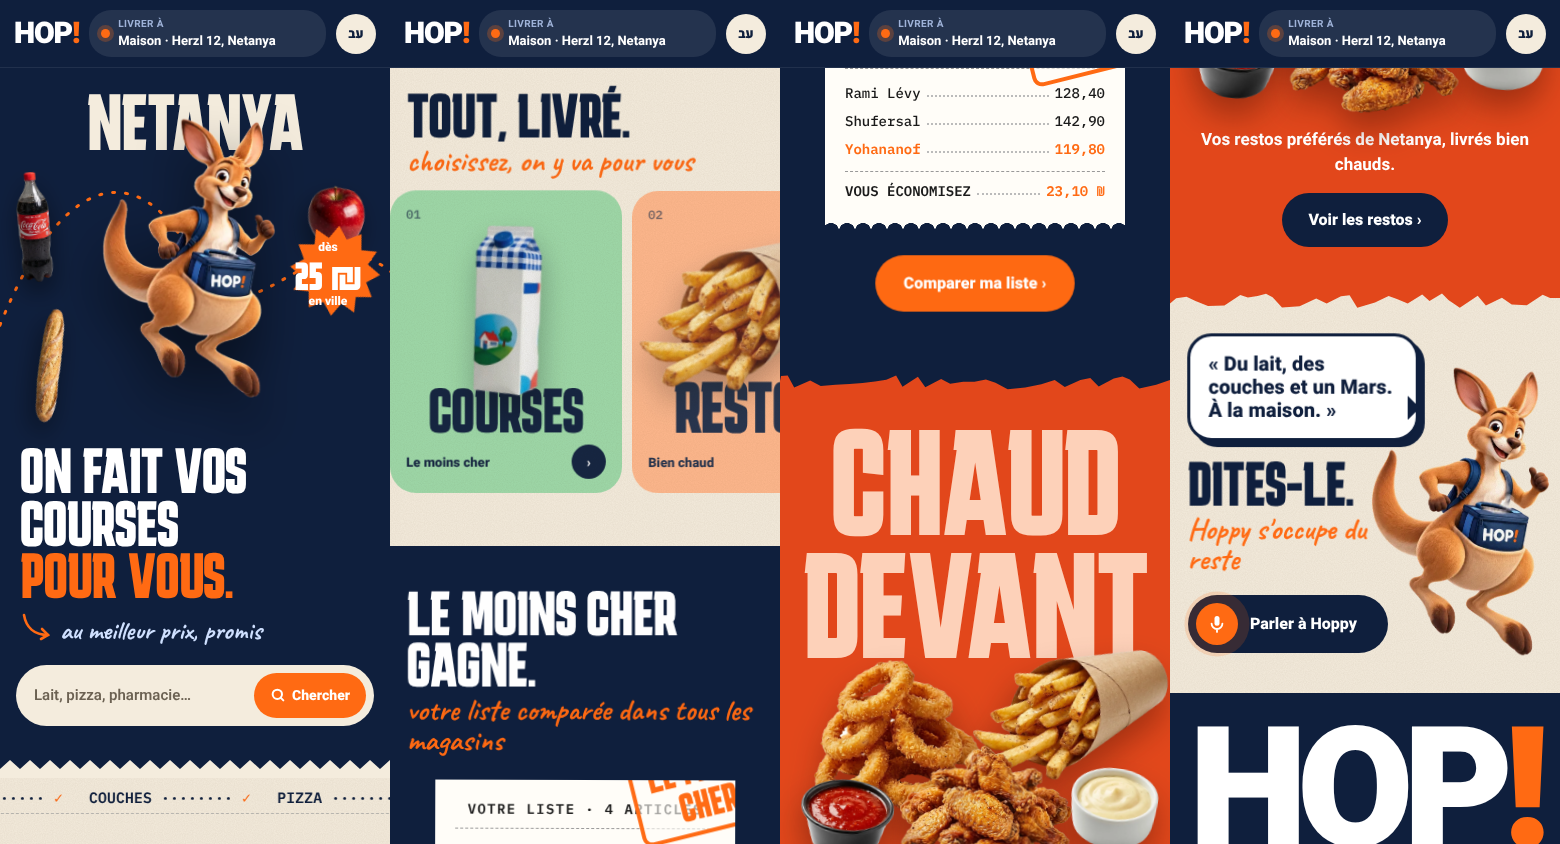 HOP!
LIVRER À
Maison · Herzl 12, Netanya
עב
NETANYA
Coca-Cola
HOP!
dès
25 ₪
en ville
ON FAIT VOS
COURSES
POUR VOUS.
au meilleur prix, promis
Lait, pizza, pharmacie...
Chercher
✓ COUCHES ✓ PIZZA
HOP!
LIVRER À
Maison · Herzl 12, Netanya
עב
TOUT, LIVRÉ.
choisissez, on y va pour vous
01
COURSES
Le moins cher
›
02
RESTO
Bien chaud
LE MOINS CHER
GAGNE.
votre liste comparée dans tous les
magasins
VOTRE LISTE · 4 ARTICLES
CHER
HOP!
LIVRER À
Maison · Herzl 12, Netanya
עב
Rami Lévy 128,40
Shufersal 142,90
Yohananof 119,80
VOUS ÉCONOMISEZ 23,10 ₪
Comparer ma liste ›
CHAUD
DEVANT
HOP!
LIVRER À
Maison · Herzl 12, Netanya
עב
Vos restos préférés de Netanya, livrés bien
chauds.
Voir les restos ›
« Du lait, des
couches et un Mars.
À la maison. »
DITES-LE.
Hoppy s'occupe du
reste
HOP!
Parler à Hoppy
HOP!